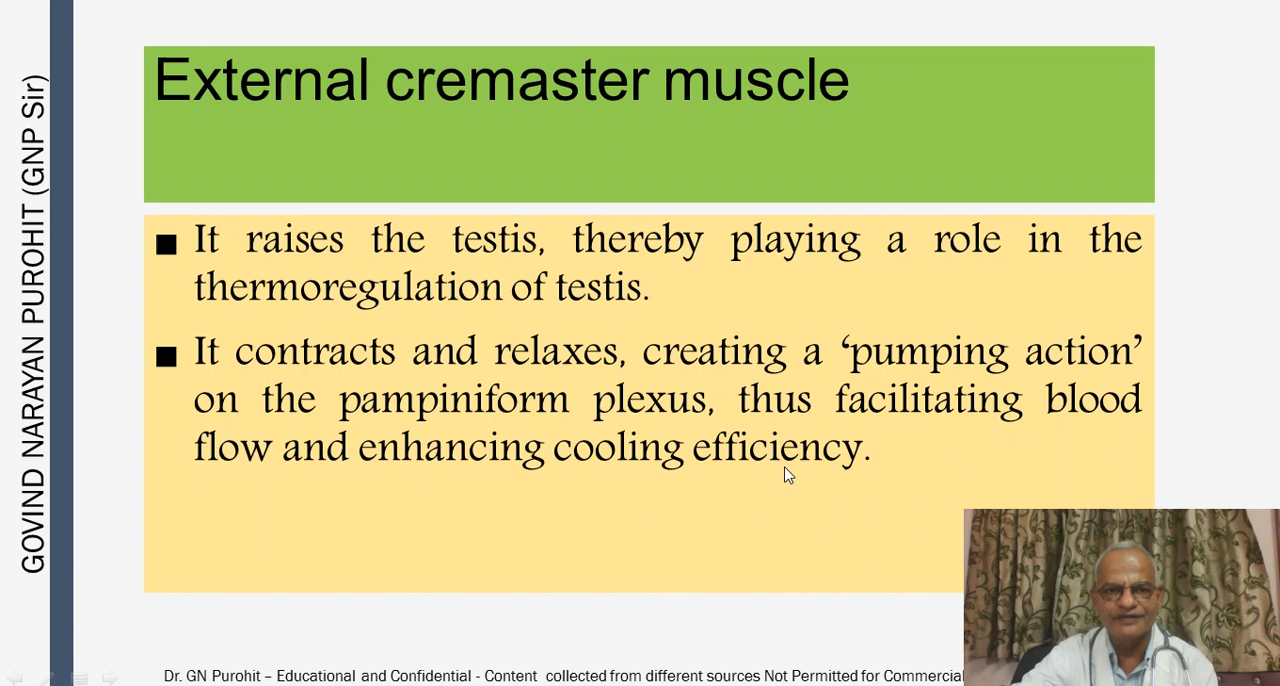 GOVIND NARAYAN PUROHIT (GNP Sir)
External cremaster muscle
■ It raises the testis, thereby playing a role in the
thermoregulation of testis.
■ It contracts and relaxes, creating a ‘pumping action’
on the pampiniform plexus, thus facilitating blood
flow and enhancing cooling efficiency.
Dr. GN Purohit – Educational and Confidential - Content collected from different sources Not Permitted for Commercial